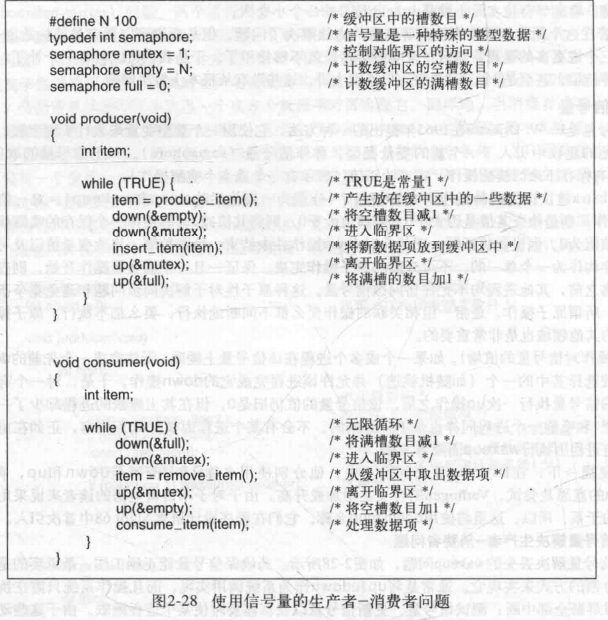 #define N 100 /* 缓冲区中的槽数目 */
typedef int semaphore; /* 信号量是一种特殊的整型数据 */
semaphore mutex = 1; /* 控制对临界区的访问 */
semaphore empty = N; /* 计数缓冲区的空槽数目 */
semaphore full = 0; /* 计数缓冲区的满槽数目 */
void producer(void)
{
int item;
while (TRUE) { /* TRUE是常量1 */
item = produce_item( ); /* 产生放在缓冲区中的一些数据 */
down(&empty); /* 将空槽数目减1 */
down(&mutex); /* 进入临界区 */
insert_item(item); /* 将新数据项放到缓冲区中 */
up(&mutex); /* 离开临界区 */
up(&full); /* 将满槽的数目加1 */
}
}
void consumer(void)
{
int item;
while (TRUE) { /* 无限循环 */
down(&full); /* 将满槽数目减1 */
down(&mutex); /* 进入临界区 */
item = remove_item( ); /* 从缓冲区中取出数据项 */
up(&mutex); /* 离开临界区 */
up(&empty); /* 将空槽数目加1 */
consume_item(item); /* 处理数据项 */
}
}
图2-28 使用信号量的生产者-消费者问题